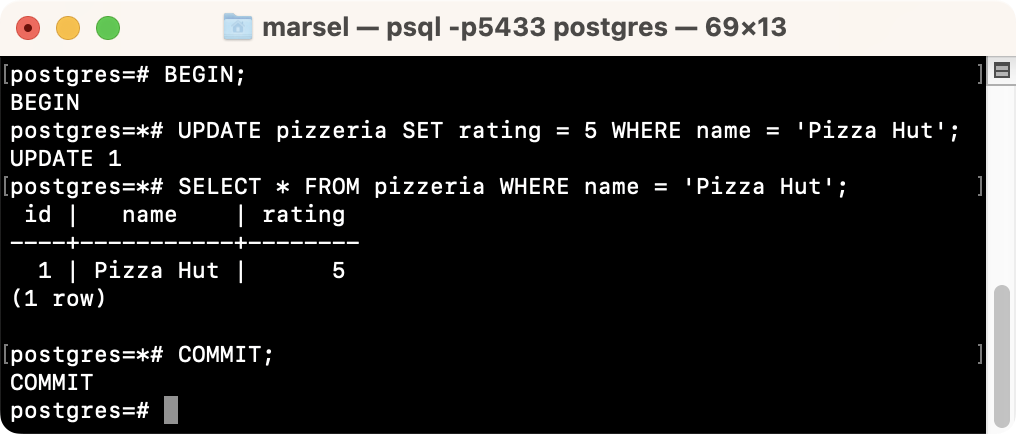 marsel — psql -p5433 postgres — 69×13
[postgres=# BEGIN; ]
BEGIN
postgres=*# UPDATE pizzeria SET rating = 5 WHERE name = 'Pizza Hut';
UPDATE 1
[postgres=*# SELECT * FROM pizzeria WHERE name = 'Pizza Hut'; ]
 id |   name    | rating
----+-----------+--------
  1 | Pizza Hut |      5
(1 row)
[postgres=*# COMMIT; ]
COMMIT
postgres=#